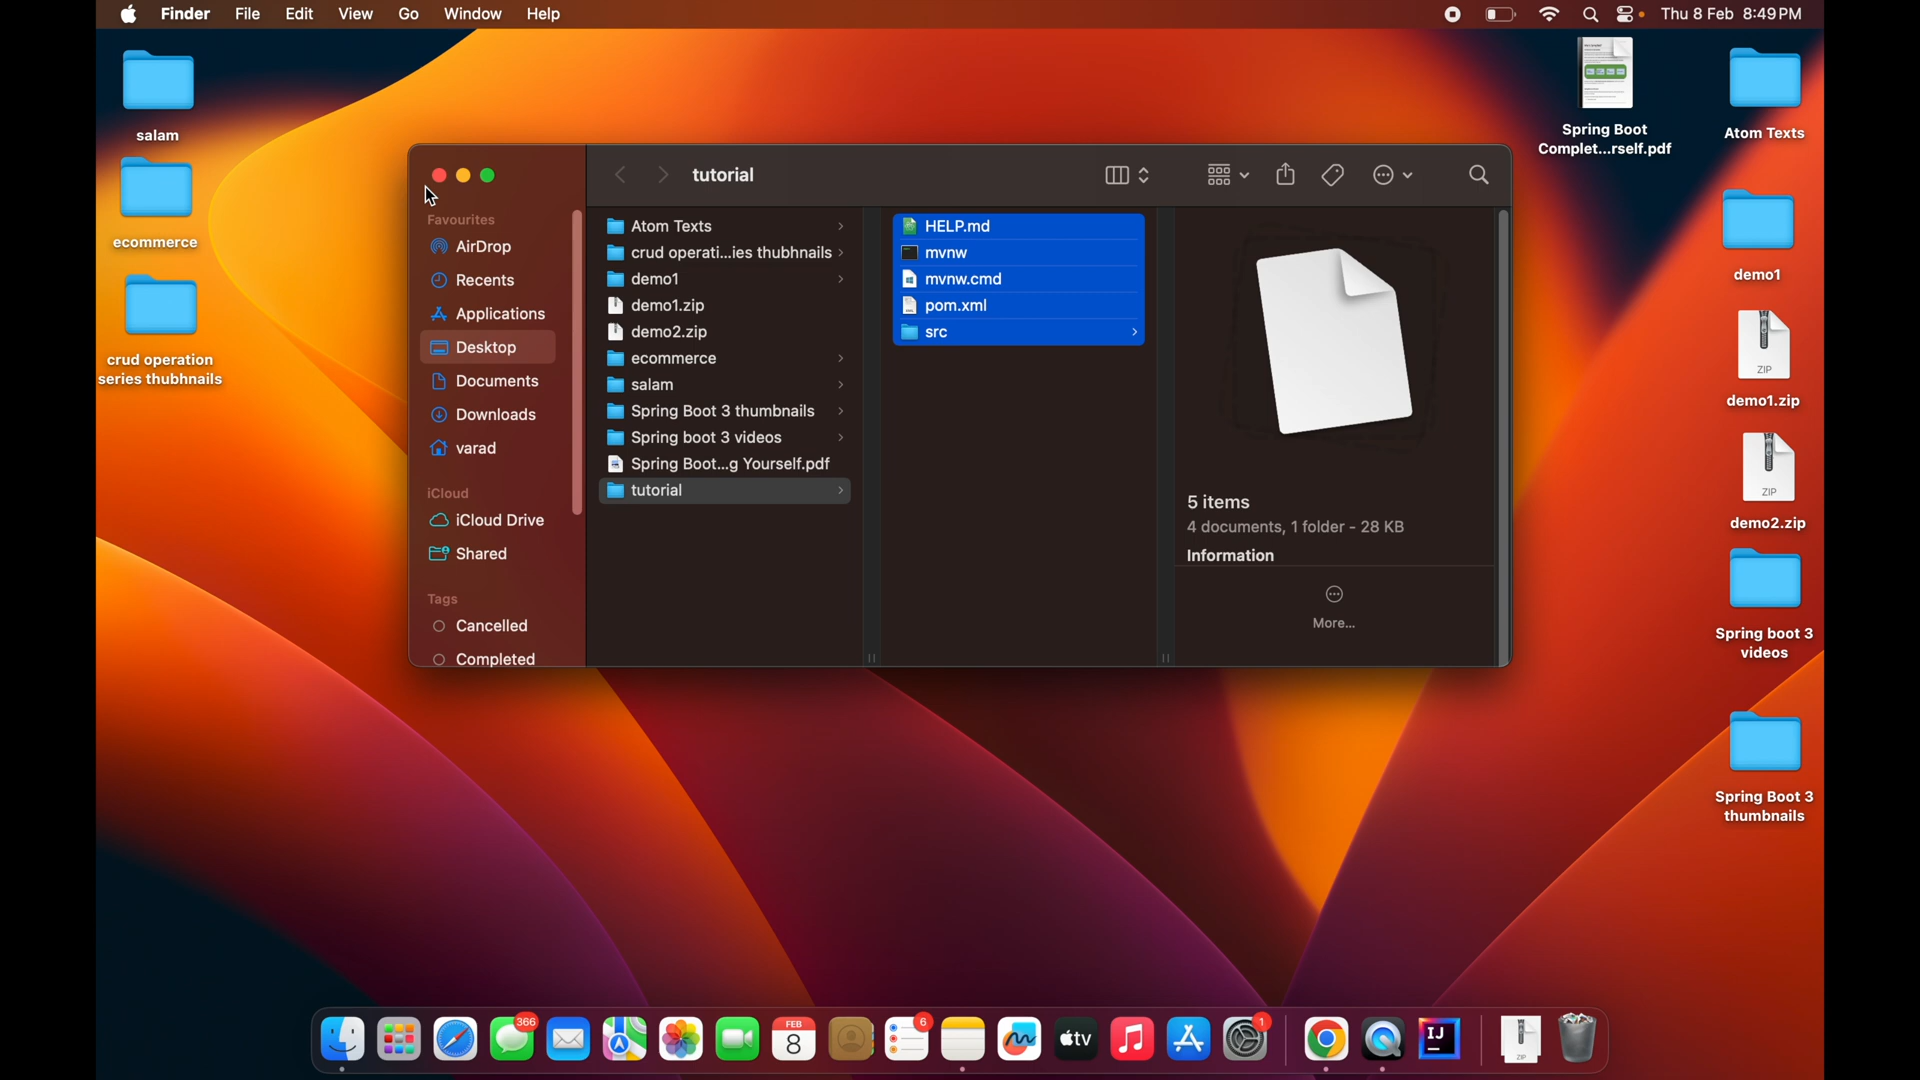 Finder File Edit View Go Window Help
Thu 8 Feb 8:49 PM
salam
ecommerce
crud operation
series thubhnails
Spring Boot
Complet...rself.pdf
Atom Texts
demo1
ZIP
demo1.zip
ZIP
demo2.zip
Spring boot 3
videos
Spring Boot 3
thumbnails
tutorial
Favourites
AirDrop
Recents
Applications
Desktop
Documents
Downloads
varad
iCloud
iCloud Drive
Shared
Tags
Cancelled
Completed
Atom Texts
crud operati...ies thubhnails
demo1
demo1.zip
demo2.zip
ecommerce
salam
Spring Boot 3 thumbnails
Spring boot 3 videos
Spring Boot...g Yourself.pdf
tutorial
HELP.md
mvnw
mvnw.cmd
pom.xml
src
5 items
4 documents, 1 folder - 28 KB
Information
More...
366
FEB
8
6
tv
1
IJ
ZIP